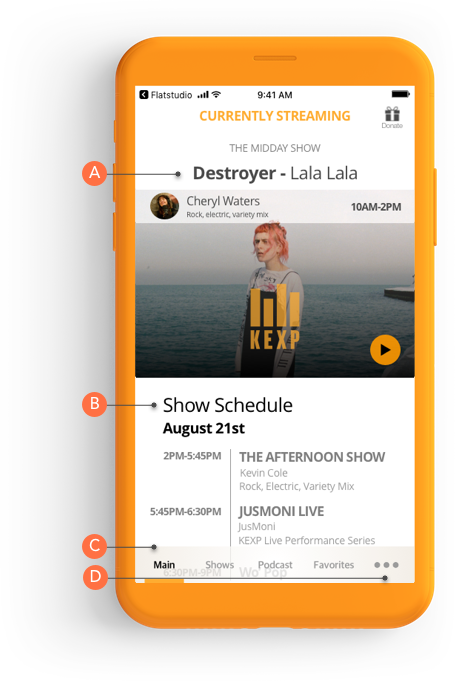 Flatstudio 9:41 AM
CURRENTLY STREAMING
Donate
THE MIDDAY SHOW
A
Destroyer - Lala Lala
Cheryl Waters
Rock, electric, variety mix
10AM-2PM
KEXP
B
Show Schedule
August 21st
2PM-5:45PM THE AFTERNOON SHOW
Kevin Cole
Rock, Electric, Variety Mix
5:45PM-6:30PM JUSMONI LIVE
JusMoni
KEXP Live Performance Series
C
Main Shows Podcast Favorites
6:30PM-9PM Wo' Pop
D